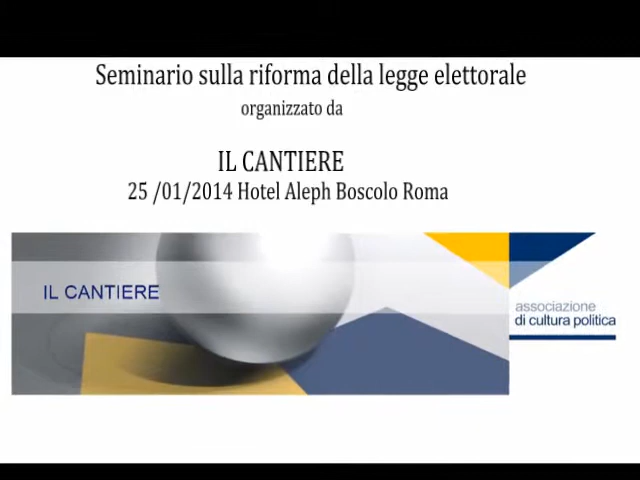 Seminario sulla riforma della legge elettorale
organizzato da
IL CANTIERE
25 /01/2014 Hotel Aleph Boscolo Roma
IL CANTIERE
associazione
di cultura politica